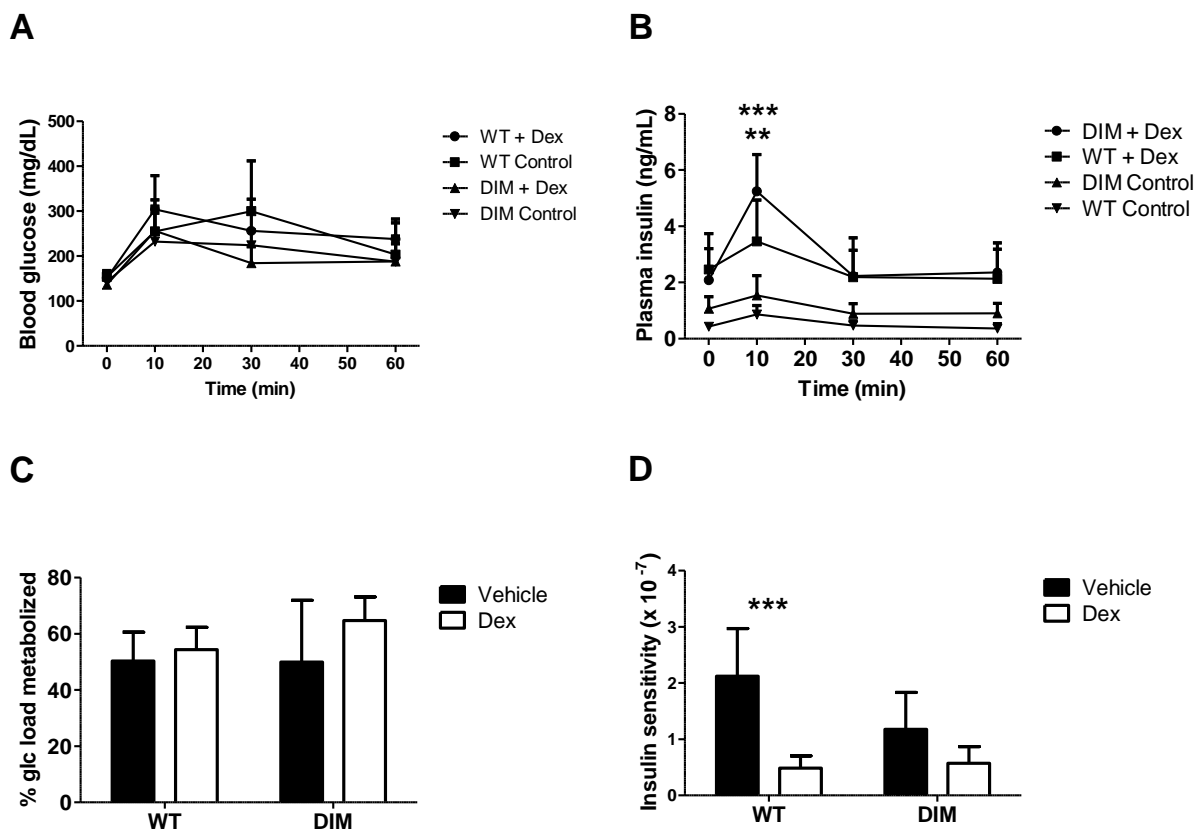 A
Blood glucose (mg/dL)
500
400
300
200
100
0
0 10 20 30 40 50 60
Time (min)
WT + Dex
WT Control
DIM + Dex
DIM Control
B
Plasma insulin (ng/mL)
8
6
4
2
0
***
**
0 10 20 30 40 50 60
Time (min)
DIM + Dex
WT + Dex
DIM Control
WT Control
C
% glc load metabolized
80
60
40
20
0
WT DIM
Vehicle
Dex
D
Insulin sensitivity (x 10 -7)
4
3
2
1
0
***
WT DIM
Vehicle
Dex